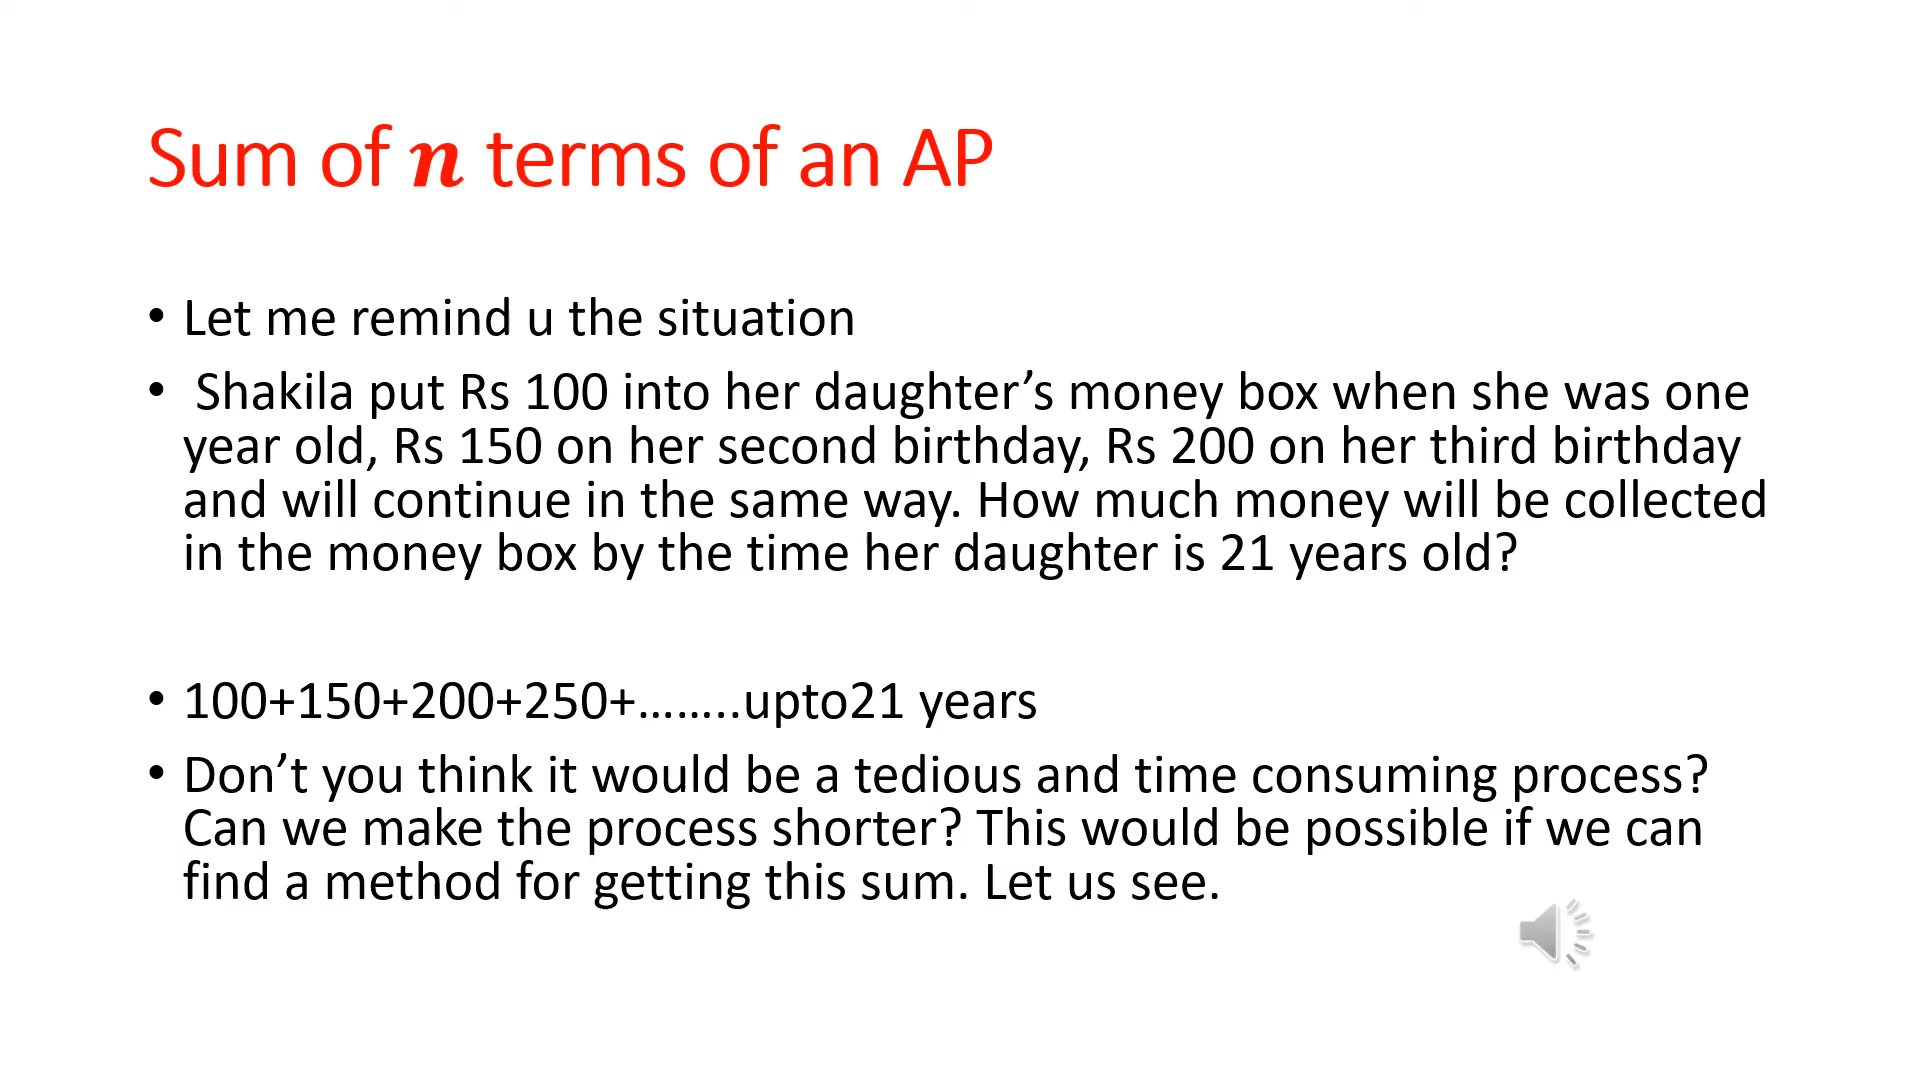 Sum of n terms of an AP
• Let me remind u the situation
• Shakila put Rs 100 into her daughter’s money box when she was one
year old, Rs 150 on her second birthday, Rs 200 on her third birthday
and will continue in the same way. How much money will be collected
in the money box by the time her daughter is 21 years old?
• 100+150+200+250+……..upto21 years
• Don’t you think it would be a tedious and time consuming process?
Can we make the process shorter? This would be possible if we can
find a method for getting this sum. Let us see.